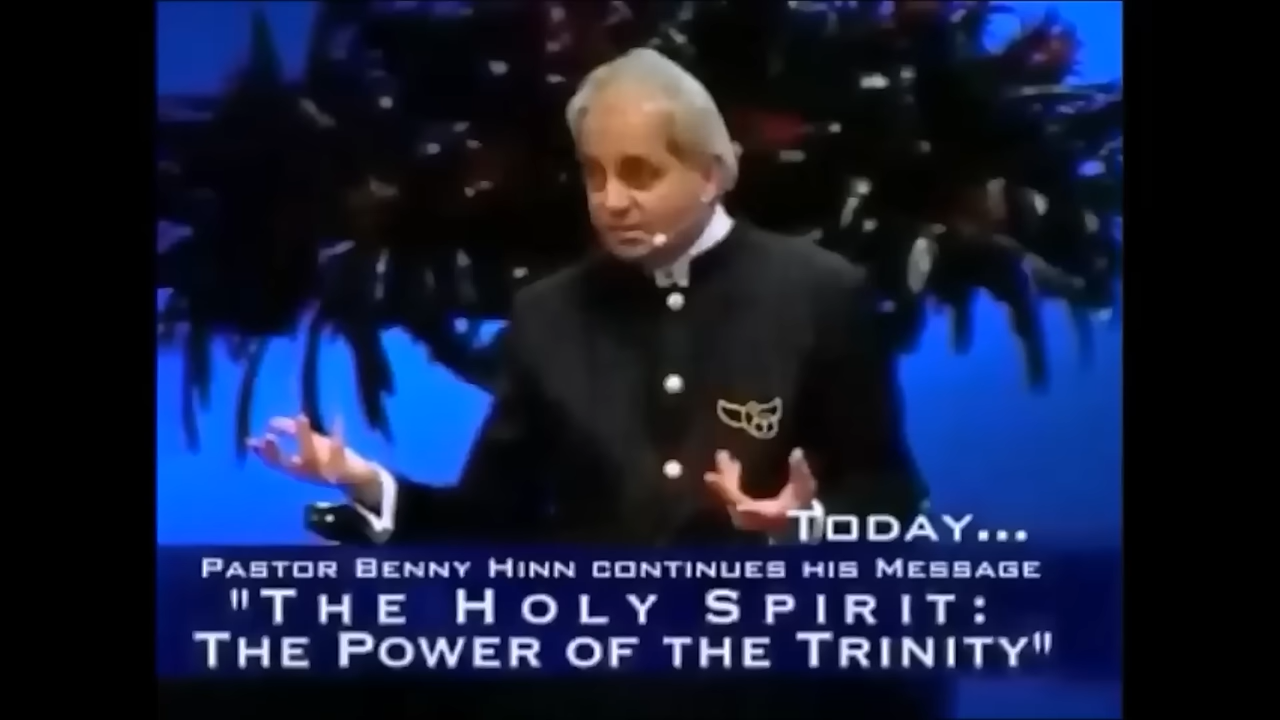 TODAY...
PASTOR BENNY HINN CONTINUES HIS MESSAGE
"THE HOLY SPIRIT:
THE POWER OF THE TRINITY"